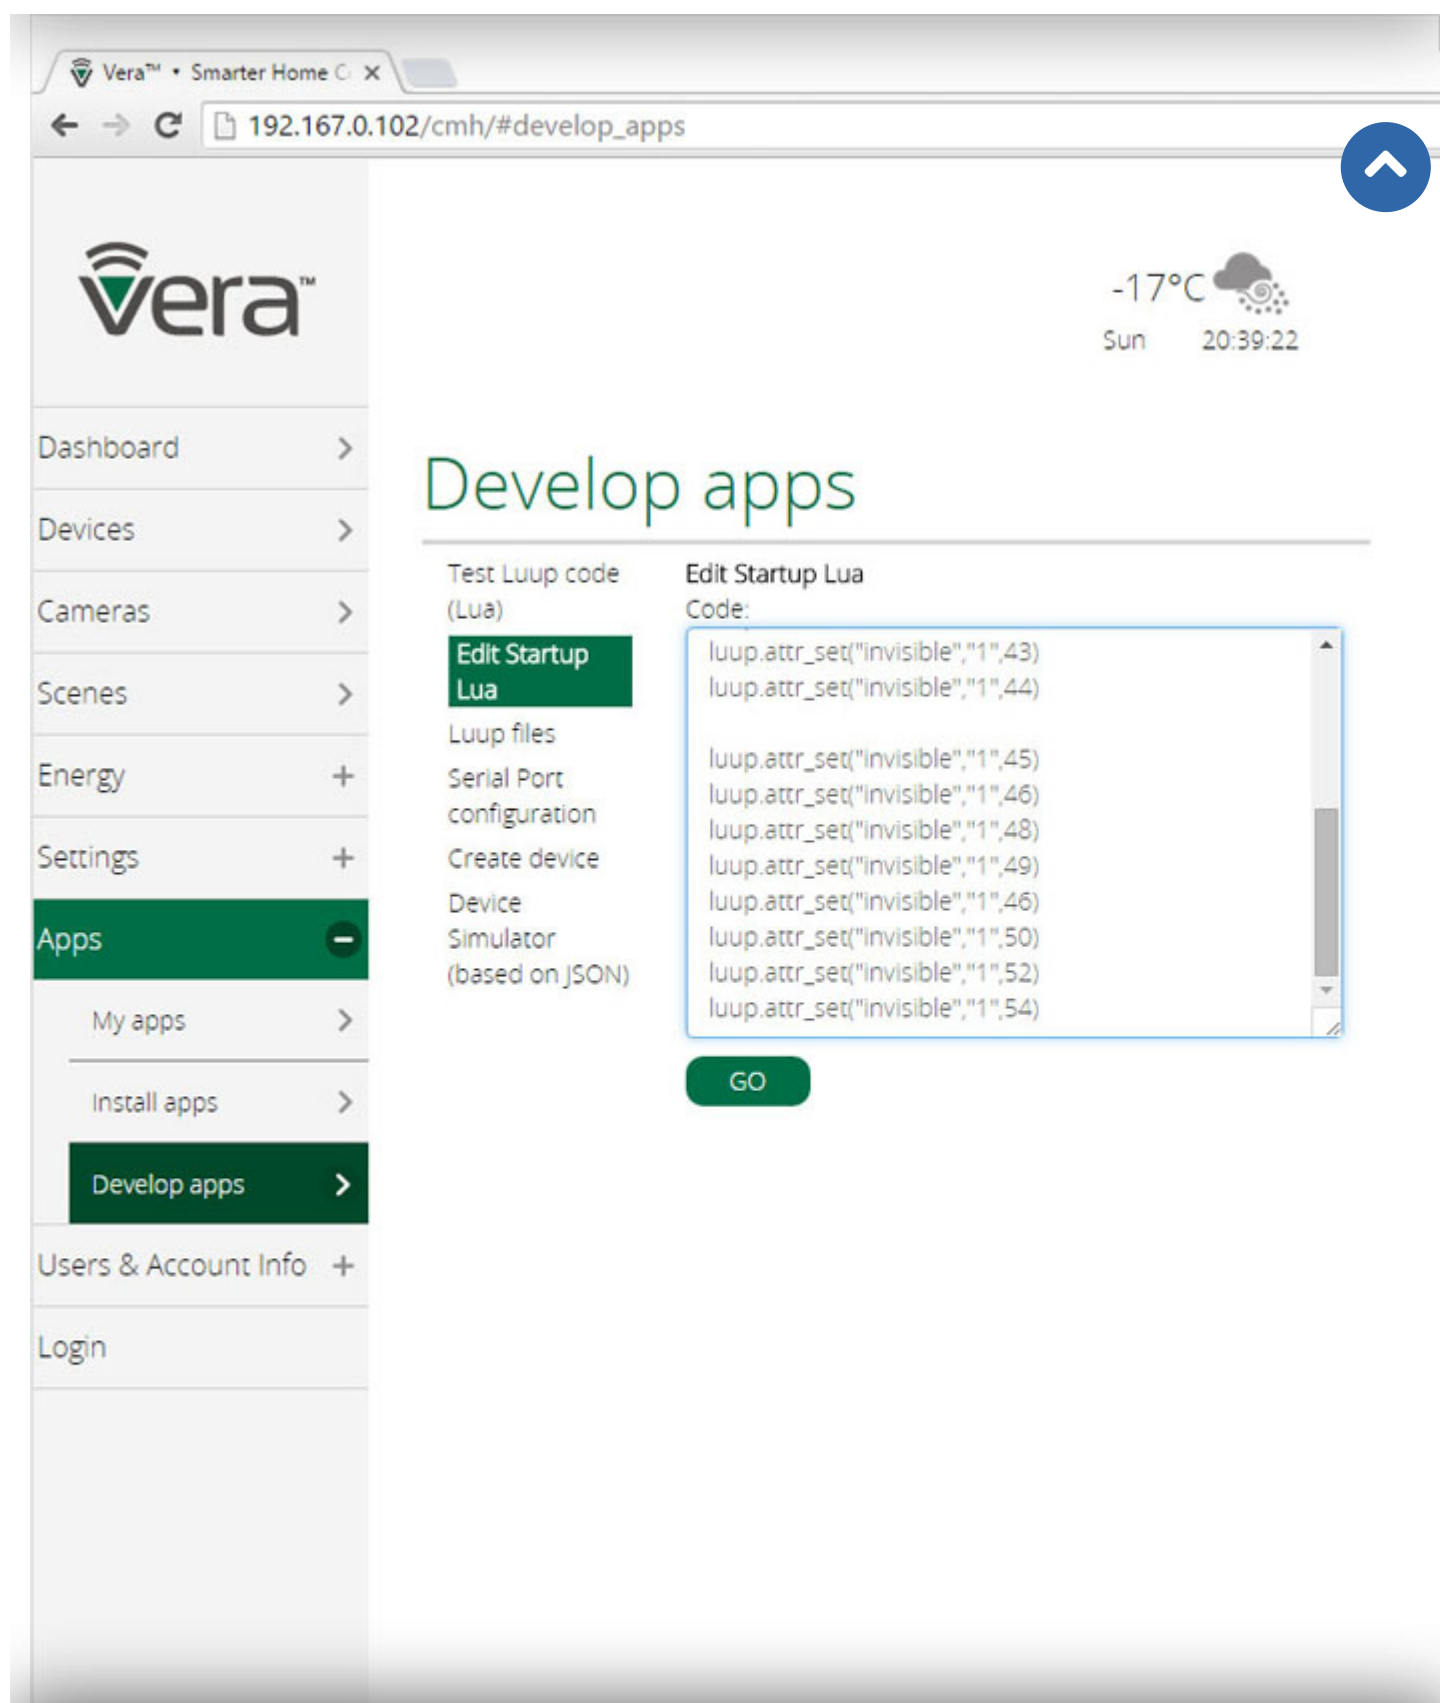 Vera™ • Smarter Home C
192.167.0.102/cmh/#develop_apps
vera™
-17°C
Sun 20:39:22
Dashboard
Devices
Cameras
Scenes
Energy
Settings
Apps
My apps
Install apps
Develop apps
Users & Account Info
Login
Develop apps
Test Luup code
(Lua)
Edit Startup
Lua
Luup files
Serial Port
configuration
Create device
Device
Simulator
(based on JSON)
Edit Startup Lua
Code:
luup.attr_set("invisible","1",43)
luup.attr_set("invisible","1",44)
luup.attr_set("invisible","1",45)
luup.attr_set("invisible","1",46)
luup.attr_set("invisible","1",48)
luup.attr_set("invisible","1",49)
luup.attr_set("invisible","1",46)
luup.attr_set("invisible","1",50)
luup.attr_set("invisible","1",52)
luup.attr_set("invisible","1",54)
GO